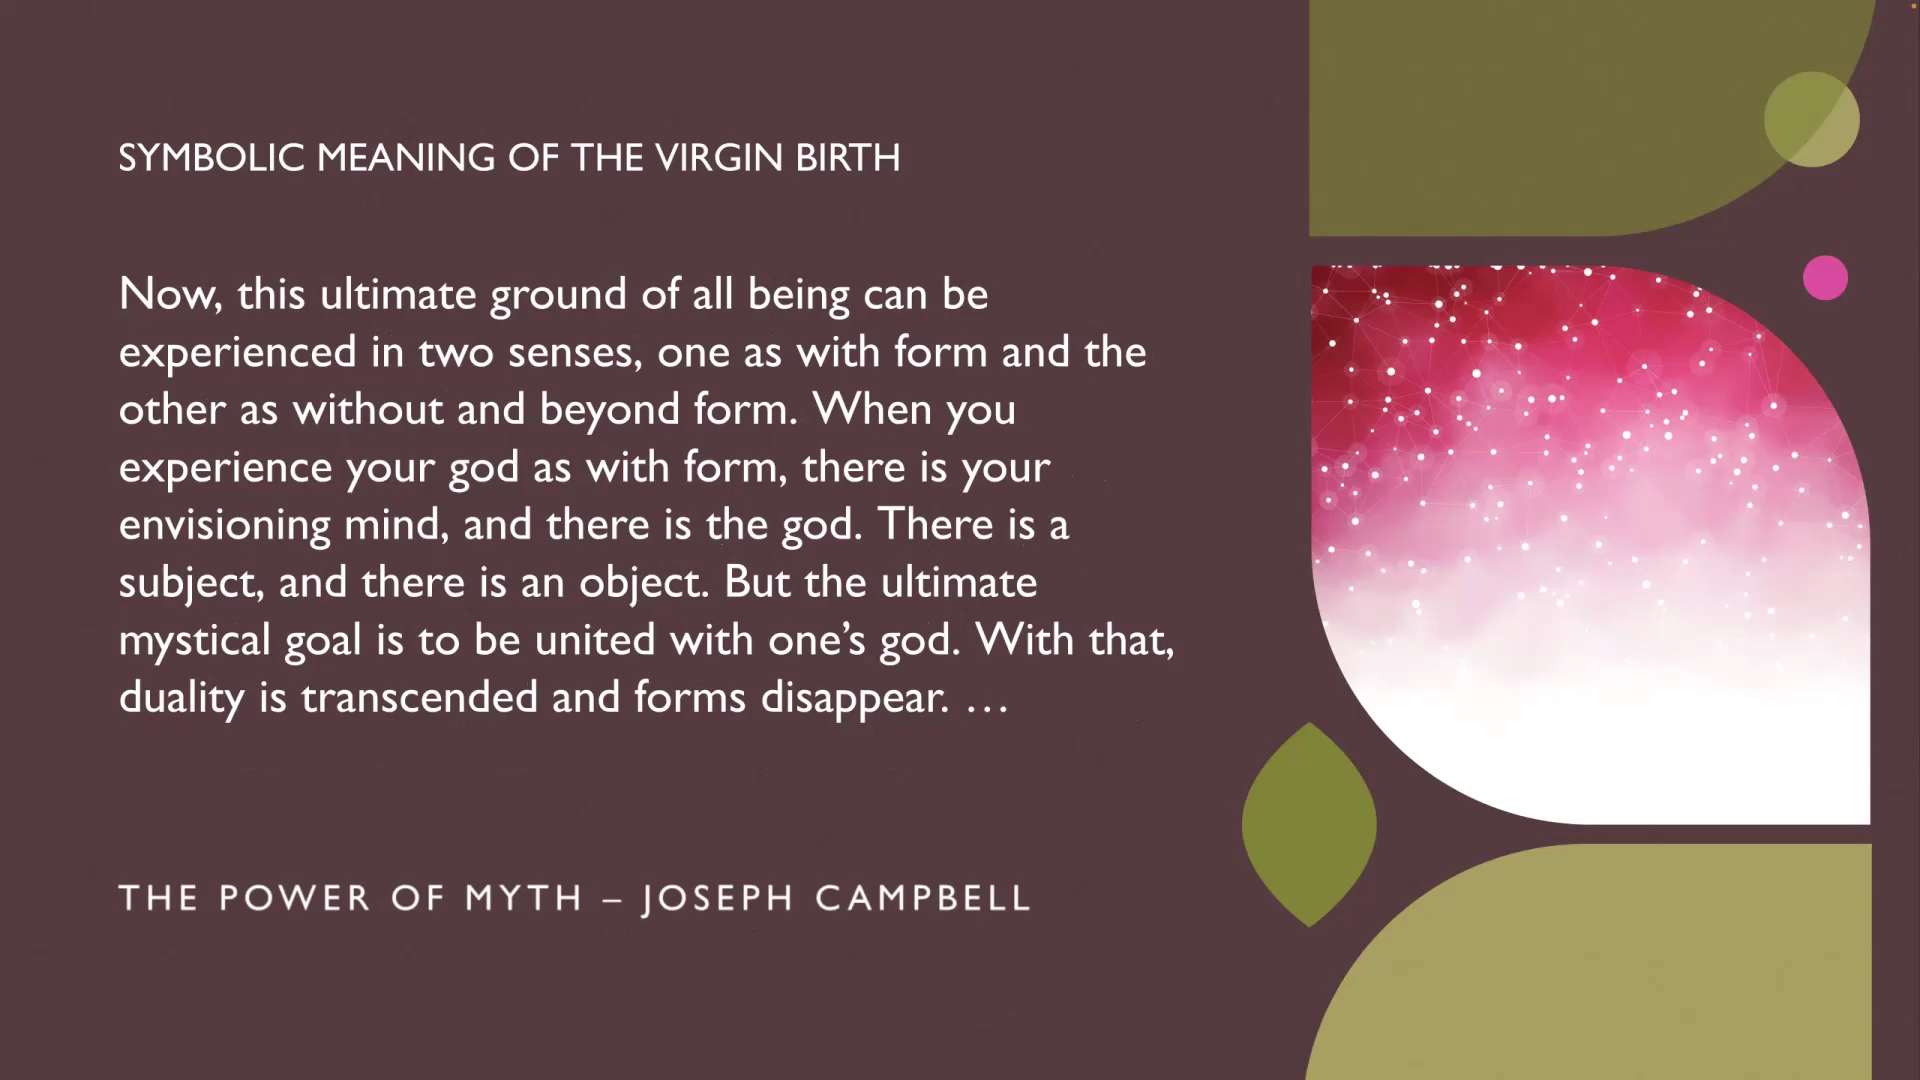 SYMBOLIC MEANING OF THE VIRGIN BIRTH
Now, this ultimate ground of all being can be
experienced in two senses, one as with form and the
other as without and beyond form. When you
experience your god as with form, there is your
envisioning mind, and there is the god. There is a
subject, and there is an object. But the ultimate
mystical goal is to be united with one’s god. With that,
duality is transcended and forms disappear. …
THE POWER OF MYTH – JOSEPH CAMPBELL